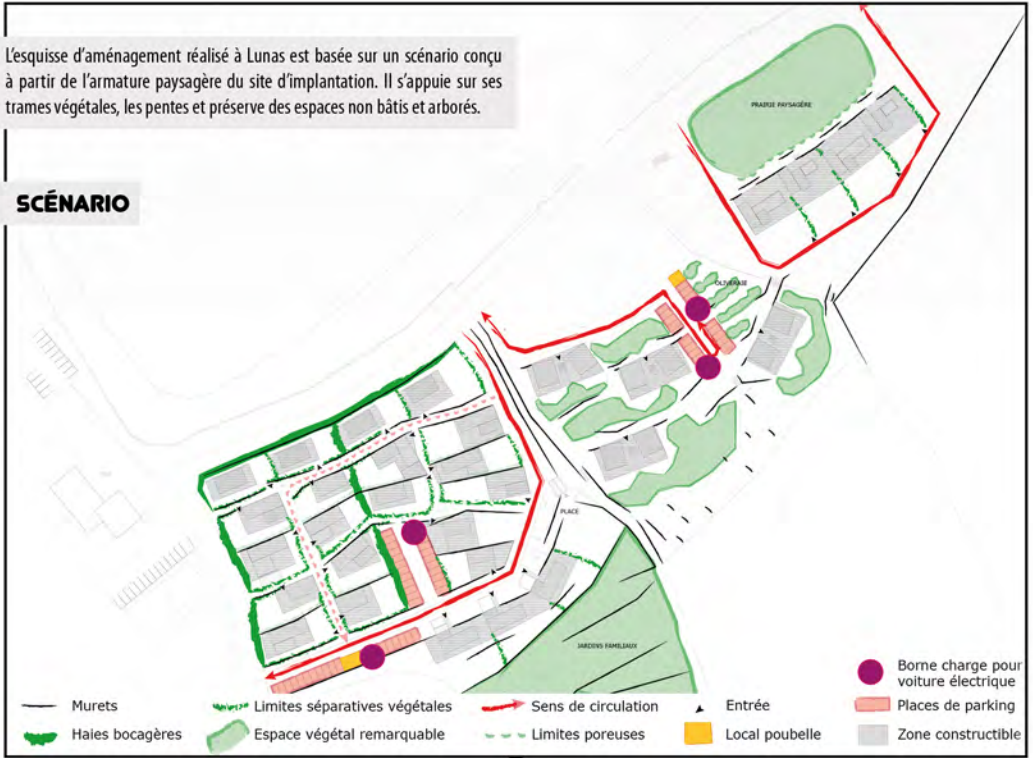 L'esquisse d'aménagement réalisé à Lunas est basée sur un scénario conçu
à partir de l'armature paysagère du site d'implantation. Il s'appuie sur ses
trames végétales, les pentes et préserve des espaces non bâtis et arborés.
SCÉNARIO
PRAIRIE PAYSAGÈRE
OLIVERAIE
PLACE
JARDINS FAMILIAUX
Borne charge pour
voiture électrique
Murets
Limites séparatives végétales
Sens de circulation
Entrée
Places de parking
Haies bocagères
Espace végétal remarquable
Limites poreuses
Local poubelle
Zone constructible